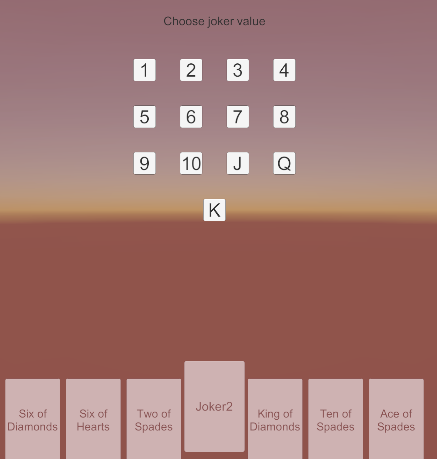 Choose joker value
1 2 3 4
5 6 7 8
9 10 J Q
K
Joker2
Six of Diamonds
Six of Hearts
Two of Spades
King of Diamonds
Ten of Spades
Ace of Spades